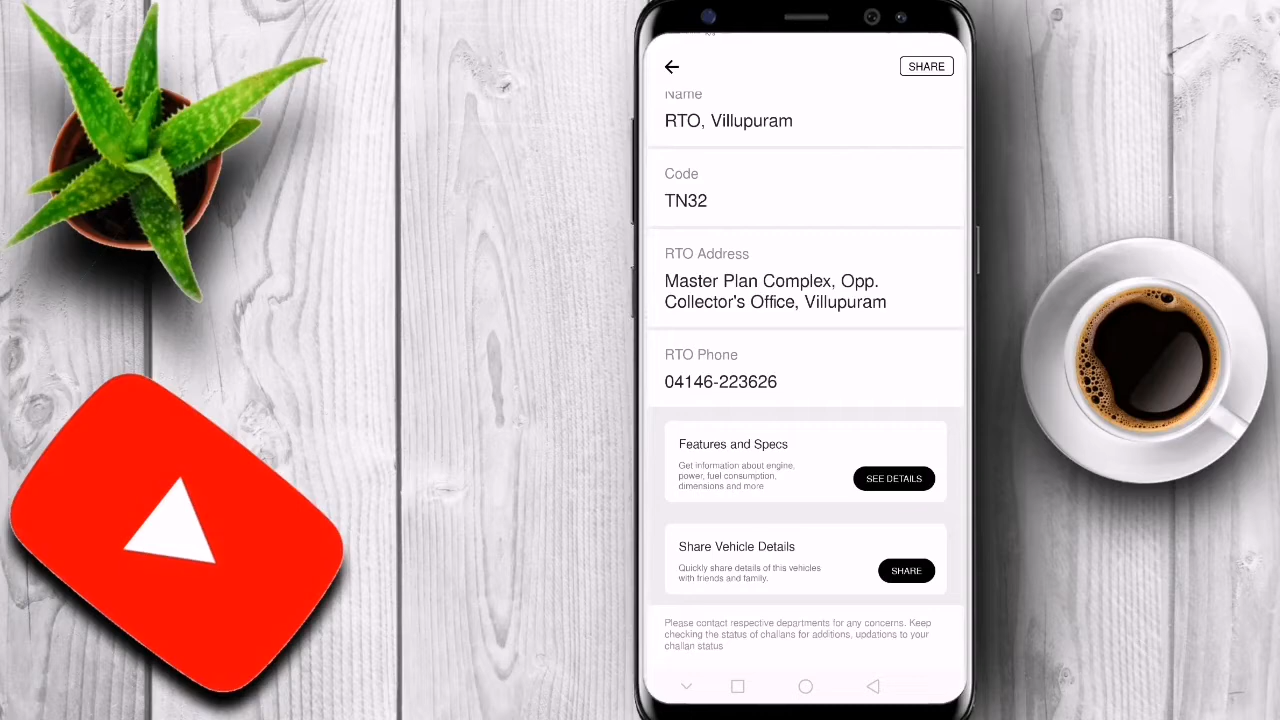 SHARE
Name
RTO, Villupuram
Code
TN32
RTO Address
Master Plan Complex, Opp.
Collector's Office, Villupuram
RTO Phone
04146-223626
Features and Specs
Get information about engine,
power, fuel consumption,
dimensions and more
SEE DETAILS
Share Vehicle Details
Quickly share details of this vehicles
with friends and family.
SHARE
Please contact respective departments for any concerns. Keep
checking the status of challans for additions, updations to your
challan status